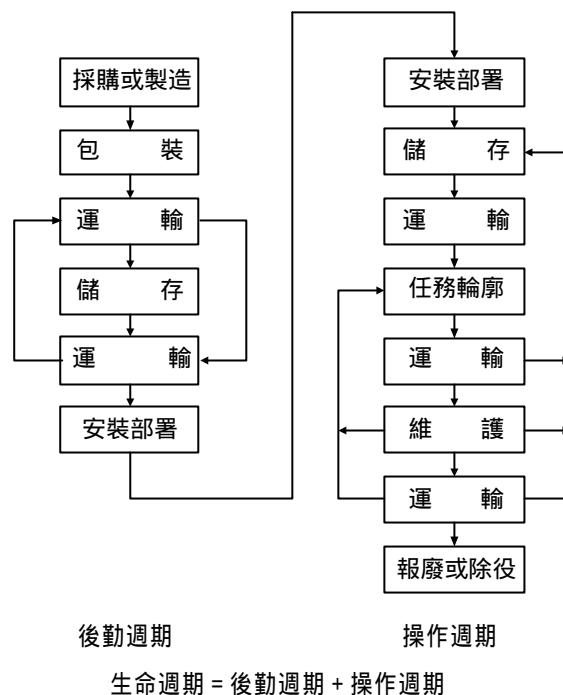 採購或製造
包裝
運輸
儲存
運輸
安裝部署
後勤週期
安裝部署
儲存
運輸
任務輪廓
運輸
維護
運輸
報廢或除役
操作週期
生命週期 = 後勤週期 + 操作週期